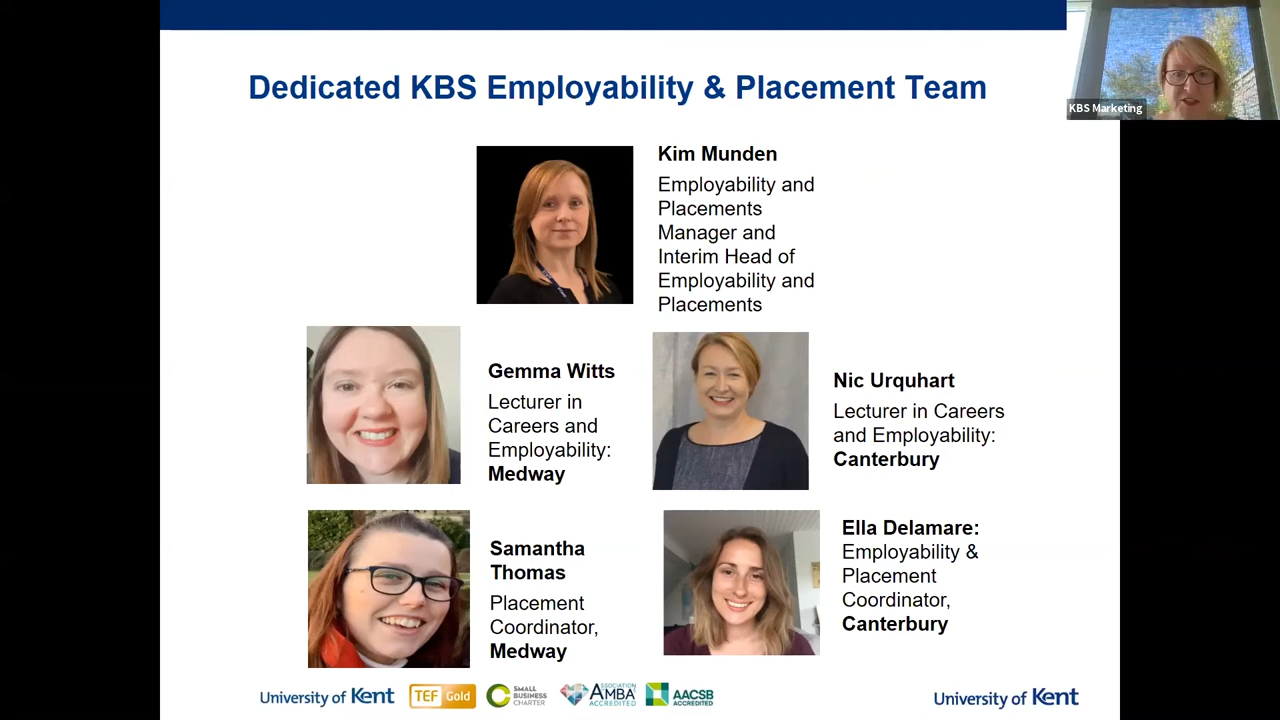 Dedicated KBS Employability & Placement Team
KBS Marketing
Kim Munden
Employability and
Placements
Manager and
Interim Head of
Employability and
Placements
Gemma Witts
Lecturer in
Careers and
Employability:
Medway
Nic Urquhart
Lecturer in Careers
and Employability:
Canterbury
Samantha
Thomas
Placement
Coordinator,
Medway
Ella Delamare:
Employability &
Placement
Coordinator,
Canterbury
University of Kent
TEF Gold
SMALL
BUSINESS
CHARTER
ASSOCIATION
AMBA
ACCREDITED
AACSB
ACCREDITED
University of Kent